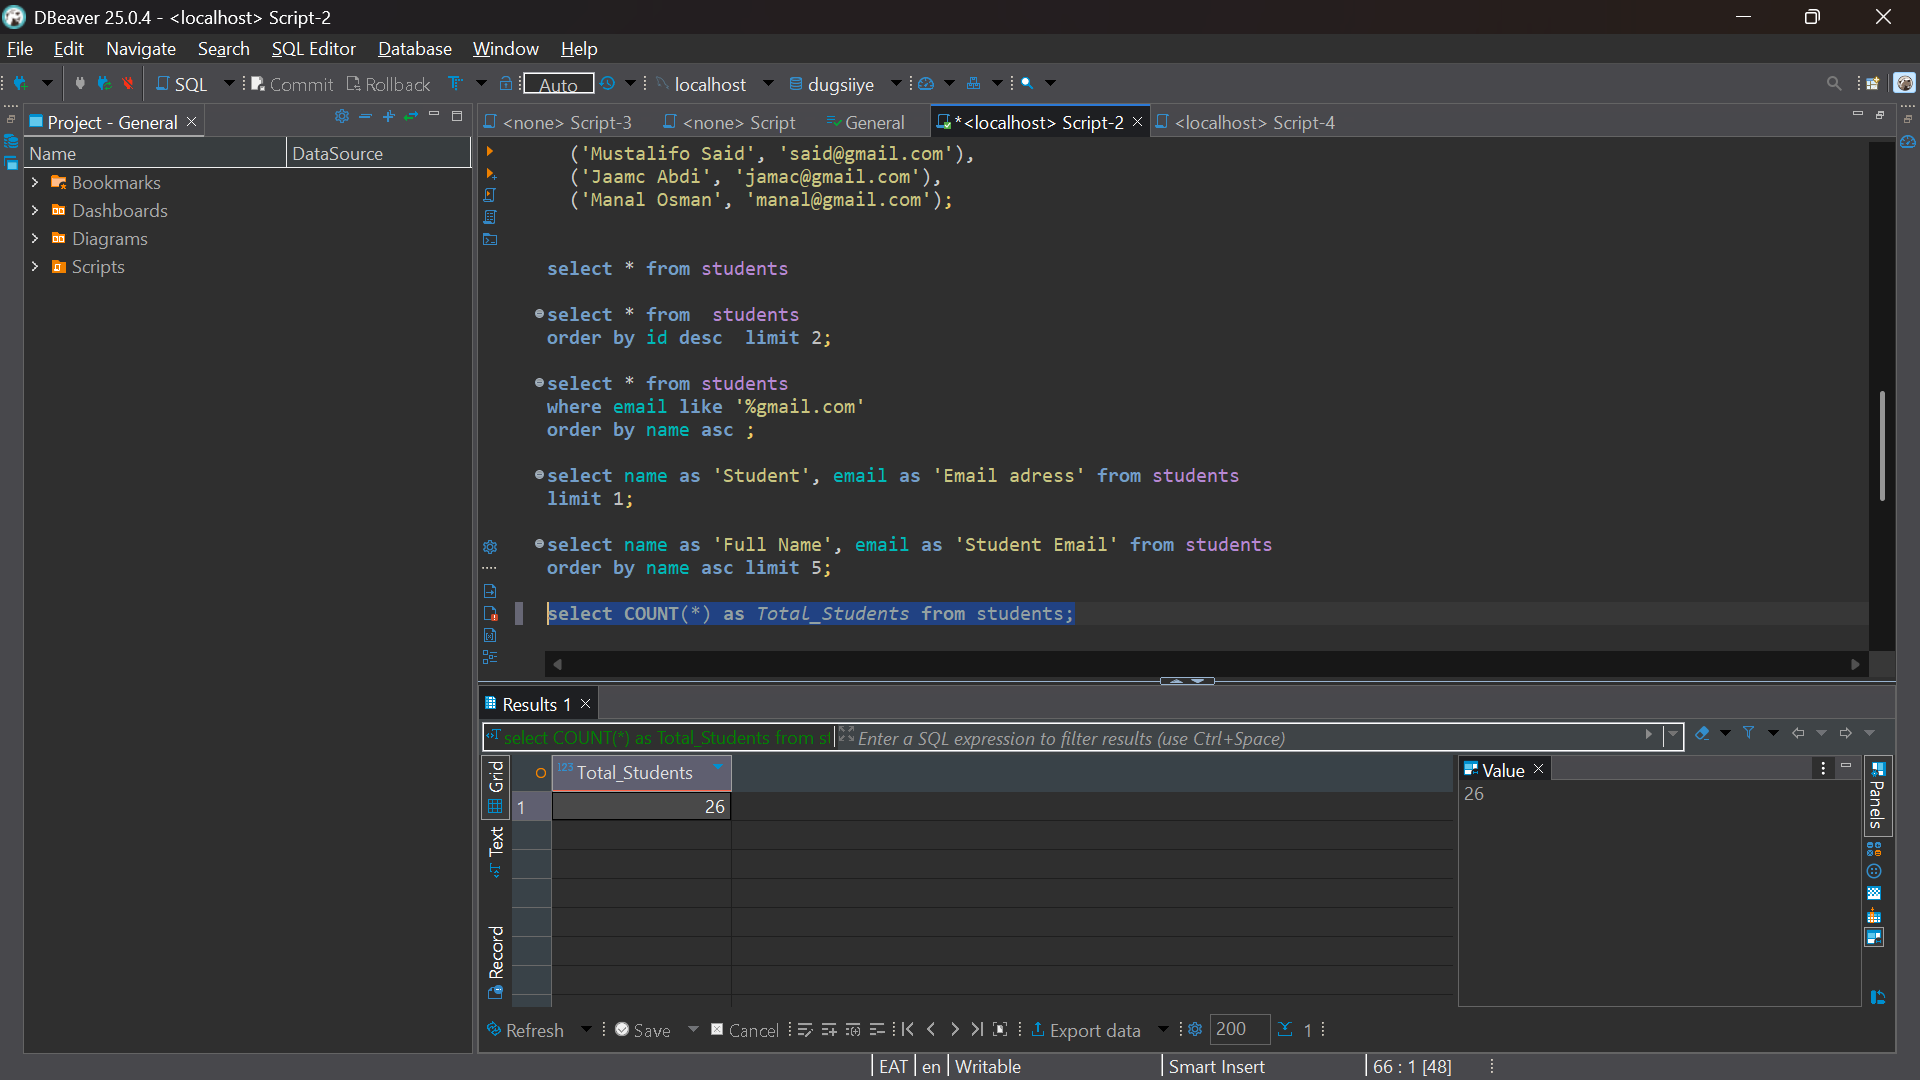 DBeaver 25.0.4 - <localhost> Script-2
File Edit Navigate Search SQL Editor Database Window Help
SQL Commit Rollback Auto localhost dugsiiye
Project - General
<none> Script-3 <none> Script General *<localhost> Script-2 <localhost> Script-4
Name DataSource
Bookmarks
Dashboards
Diagrams
Scripts
('Mustalifo Said', 'said@gmail.com'),
('Jaamc Abdi', 'jamac@gmail.com'),
('Manal Osman', 'manal@gmail.com');
select * from students
select * from  students
order by id desc  limit 2;
select * from students
where email like '%gmail.com'
order by name asc ;
select name as 'Student', email as 'Email adress' from students
limit 1;
select name as 'Full Name', email as 'Student Email' from students
order by name asc limit 5;
select COUNT(*) as Total_Students from students;
Results 1
select COUNT(*) as Total_Students from st Enter a SQL expression to filter results (use Ctrl+Space)
Grid
Text
Record
123 Total_Students
1 26
Value
26
Panels
Refresh Save Cancel Export data 200 1
EAT en Writable Smart Insert 66 : 1 [48]